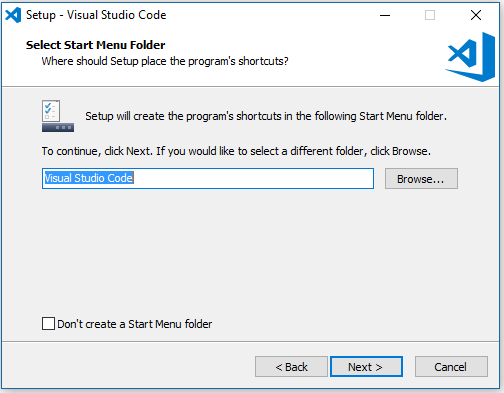 Setup - Visual Studio Code
Select Start Menu Folder
Where should Setup place the program's shortcuts?
Setup will create the program's shortcuts in the following Start Menu folder.
To continue, click Next. If you would like to select a different folder, click Browse.
Visual Studio Code
Browse...
Don't create a Start Menu folder
< Back
Next >
Cancel